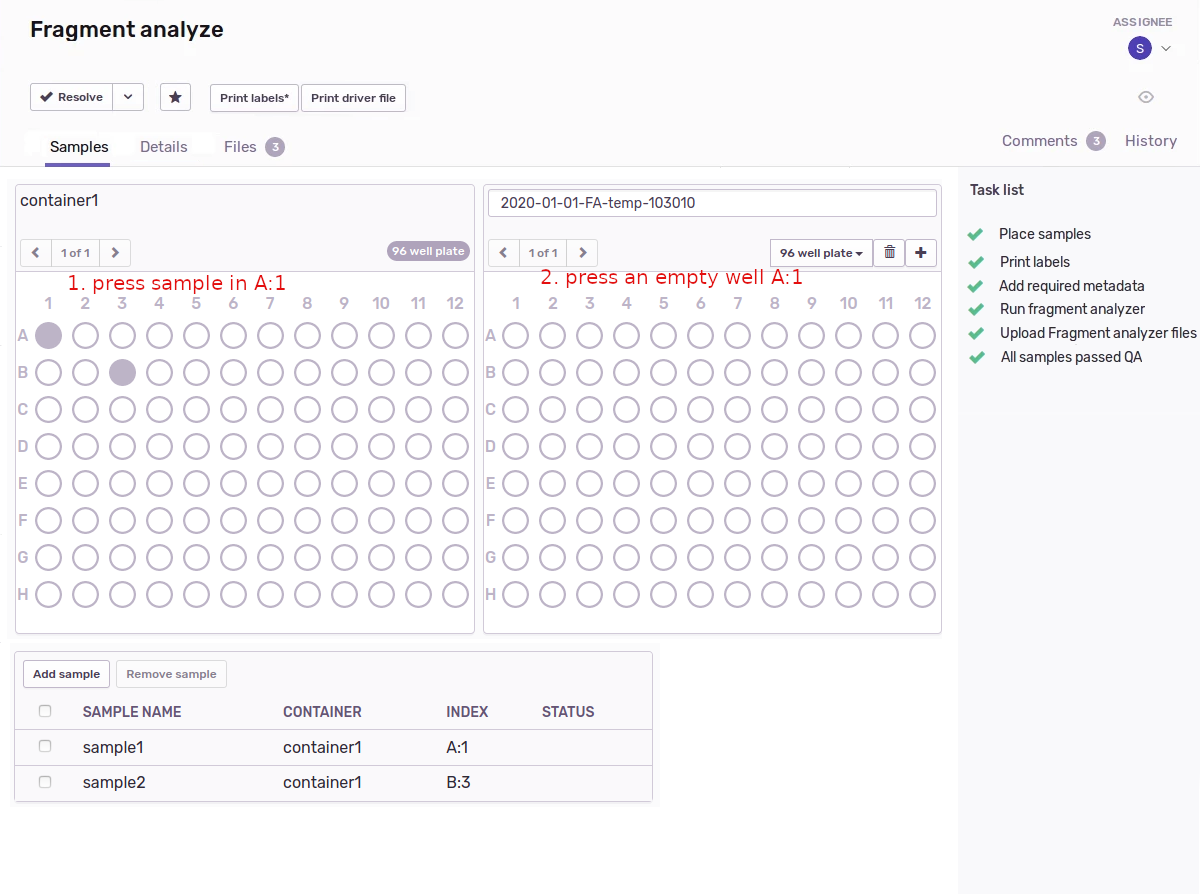 Fragment analyze
ASSIGNEE
S
Resolve
Print labels* Print driver file
Samples Details Files 3
Comments 3 History
container1
1 of 1
96 well plate
1. press sample in A:1
1 2 3 4 5 6 7 8 9 10 11 12
A
B
C
D
E
F
G
H
2020-01-01-FA-temp-103010
1 of 1
96 well plate
2. press an empty well A:1
1 2 3 4 5 6 7 8 9 10 11 12
A
B
C
D
E
F
G
H
Task list
Place samples
Print labels
Add required metadata
Run fragment analyzer
Upload Fragment analyzer files
All samples passed QA
Add sample Remove sample
SAMPLE NAME CONTAINER INDEX STATUS
sample1 container1 A:1
sample2 container1 B:3